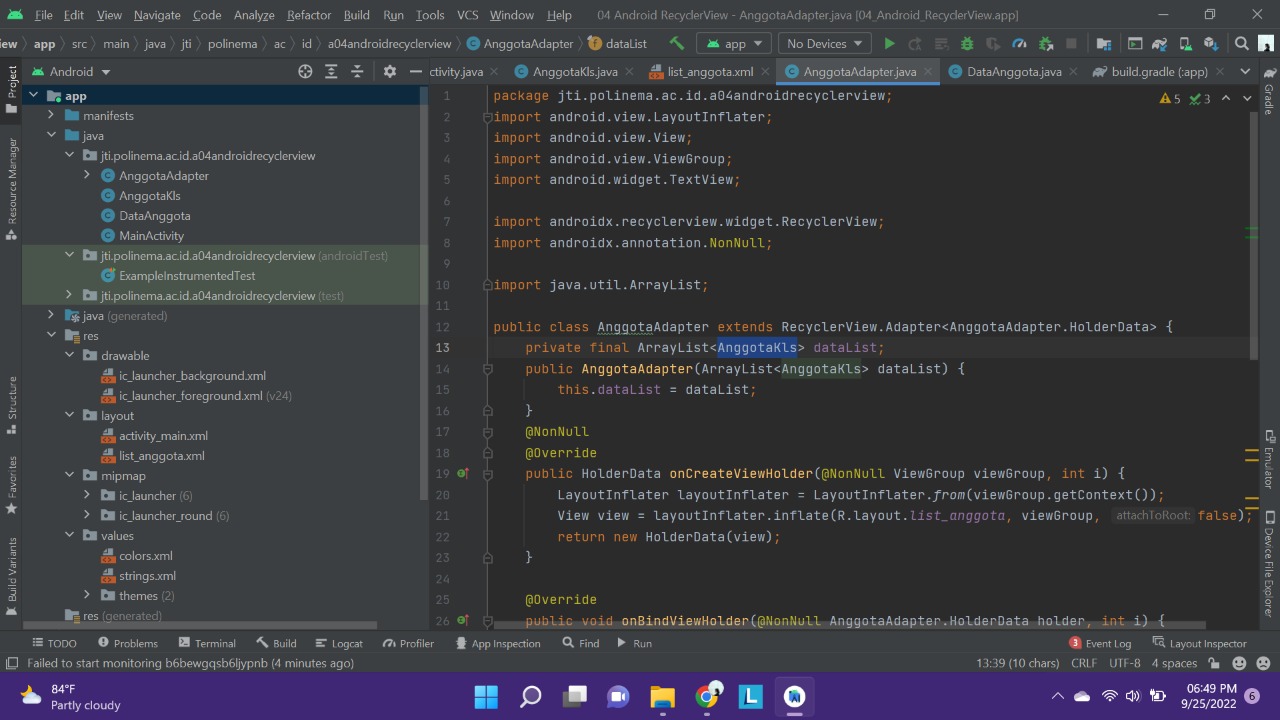 File Edit View Navigate Code Analyze Refactor Build Run Tools VCS Window Help 04 Android RecyclerView - AnggotaAdapter.java [04_Android_RecyclerView.app]
iew app src main java jti polinema ac id a04androidrecyclerview AnggotaAdapter dataList app No Devices
Android
ctivity.java AnggotaKls.java list_anggota.xml AnggotaAdapter.java DataAnggota.java build.gradle (:app)
Project
Resource Manager
Structure
Favorites
Build Variants
app
manifests
java
jti.polinema.ac.id.a04androidrecyclerview
AnggotaAdapter
AnggotaKls
DataAnggota
MainActivity
jti.polinema.ac.id.a04androidrecyclerview (androidTest)
ExampleInstrumentedTest
jti.polinema.ac.id.a04androidrecyclerview (test)
java (generated)
res
drawable
ic_launcher_background.xml
ic_launcher_foreground.xml (v24)
layout
activity_main.xml
list_anggota.xml
mipmap
ic_launcher (6)
ic_launcher_round (6)
values
colors.xml
strings.xml
themes (2)
res (generated)
5 3
1 package jti.polinema.ac.id.a04androidrecyclerview;
2 import android.view.LayoutInflater;
3 import android.view.View;
4 import android.view.ViewGroup;
5 import android.widget.TextView;
6
7 import androidx.recyclerview.widget.RecyclerView;
8 import androidx.annotation.NonNull;
9
10 import java.util.ArrayList;
11
12 public class AnggotaAdapter extends RecyclerView.Adapter<AnggotaAdapter.HolderData> {
13 private final ArrayList<AnggotaKls> dataList;
14 public AnggotaAdapter(ArrayList<AnggotaKls> dataList) {
15 this.dataList = dataList;
16 }
17 @NonNull
18 @Override
19 public HolderData onCreateViewHolder(@NonNull ViewGroup viewGroup, int i) {
20 LayoutInflater layoutInflater = LayoutInflater.from(viewGroup.getContext());
21 View view = layoutInflater.inflate(R.layout.list_anggota, viewGroup, attachToRoot: false);
22 return new HolderData(view);
23 }
24
25 @Override
26 public void onBindViewHolder(@NonNull AnggotaAdapter.HolderData holder, int i) {
Gradle
Emulator
Device File Explorer
TODO Problems Terminal Build Logcat Profiler App Inspection Find Run 3 Event Log Layout Inspector
Failed to start monitoring b6bewgqsb6ljypnb (4 minutes ago) 13:39 (10 chars) CRLF UTF-8 4 spaces
84°F
Partly cloudy
L
06:49 PM
9/25/2022
6